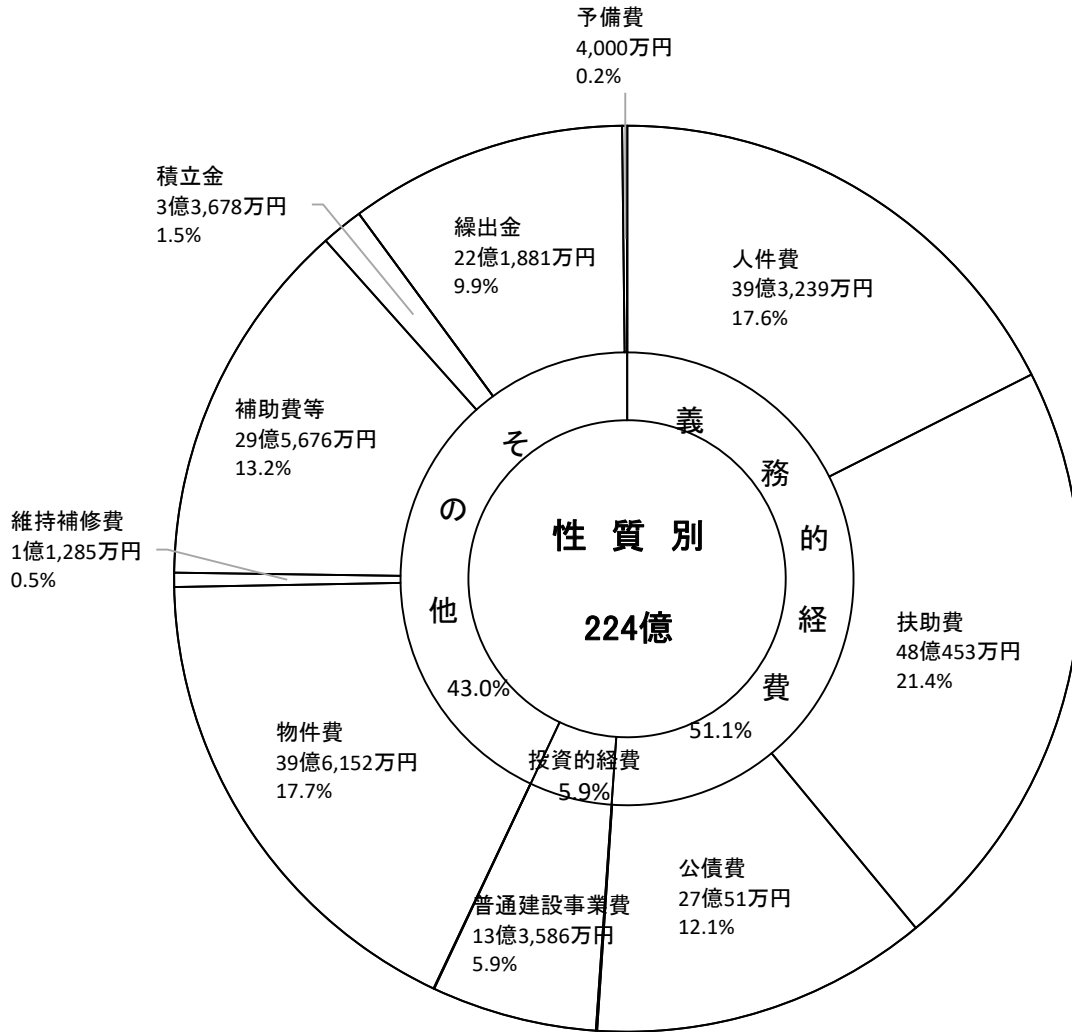 予備費
4,000万円
0.2%
人件費
39億3,239万円
17.6%
扶助費
48億453万円
21.4%
公債費
27億51万円
12.1%
普通建設事業費
13億3,586万円
5.9%
物件費
39億6,152万円
17.7%
維持補修費
1億1,285万円
0.5%
補助費等
29億5,676万円
13.2%
積立金
3億3,678万円
1.5%
繰出金
22億1,881万円
9.9%
義務的経費
51.1%
投資的経費
5.9%
その他
43.0%
性質別
224億